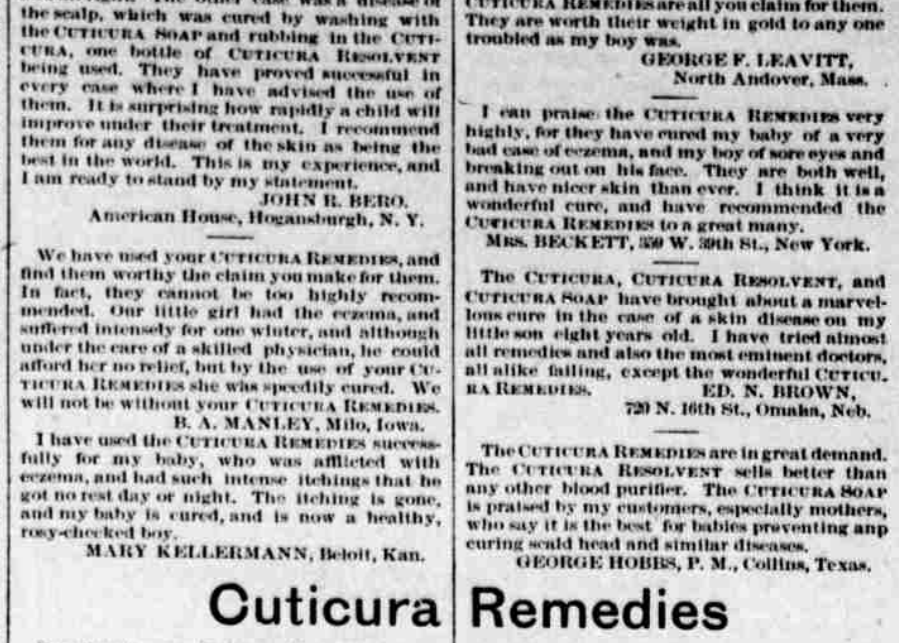 the scalp, which was cured by washing with
the CUTICURA SOAP and rubbing in the CUTI-
CURA, one bottle of CUTICURA RESOLVENT
being used. They have proved successful in
every case where I have advised the use of
them. It is surprising how rapidly a child will
improve under their treatment. I recommend
them for any disease of the skin as being the
best in the world. This is my experience, and
I am ready to stand by my statement.
JOHN R. BERO.
American House, Hogansburgh, N. Y.
We have used your CUTICURA REMEDIES, and
find them worthy the claim you make for them.
In fact, they cannot be too highly recom-
mended. Our little girl had the eczema, and
suffered intensely for one winter, and although
under the care of a skilled physician, he could
afford her no relief, but by the use of your CU-
TICURA REMEDIES she was speedily cured. We
will not be without your CUTICURA REMEDIES.
B. A. MANLEY, Milo, Iowa.
I have used the CUTICURA REMEDIES success-
fully for my baby, who was afflicted with
eczema, and had such intense itchings that he
got no rest day or night. The itching is gone,
and my baby is cured, and is now a healthy,
rosy-cheeked boy.
MARY KELLERMANN, Beloit, Kan.
CUTICURA REMEDIES are all you claim for them.
They are worth their weight in gold to any one
troubled as my boy was.
GEORGE F. LEAVITT,
North Andover, Mass.
I can praise the CUTICURA REMEDIES very
highly, for they have cured my baby of a very
bad case of eczema, and my boy of sore eyes and
breaking out on his face. They are both well,
and have nicer skin than ever. I think it is a
wonderful cure, and have recommended the
CUTICURA REMEDIES to a great many.
MRS. BECKETT, 359 W. 39th St., New York.
The CUTICURA, CUTICURA RESOLVENT, and
CUTICURA SOAP have brought about a marvel-
lous cure in the case of a skin disease on my
little son eight years old. I have tried almost
all remedies and also the most eminent doctors,
all alike failing, except the wonderful CUTICU-
RA REMEDIES. ED. N. BROWN,
720 N. 16th St., Omaha, Neb.
The CUTICURA REMEDIES are in great demand.
The CUTICURA RESOLVENT sells better than
any other blood purifier. The CUTICURA SOAP
is praised by my customers, especially mothers,
who say it is the best for babies preventing anp
curing scald head and similar diseases.
GEORGE HOBBS, P. M., Collins, Texas.
Cuticura Remedies